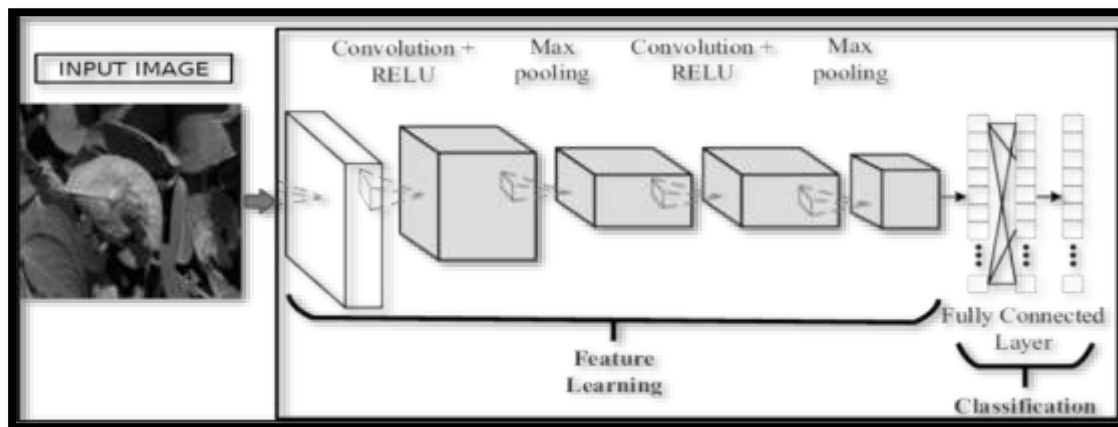 INPUT IMAGE
Convolution +
RELU
Max
pooling
Convolution +
RELU
Max
pooling
Fully Connected
Layer
Feature
Learning
Classification